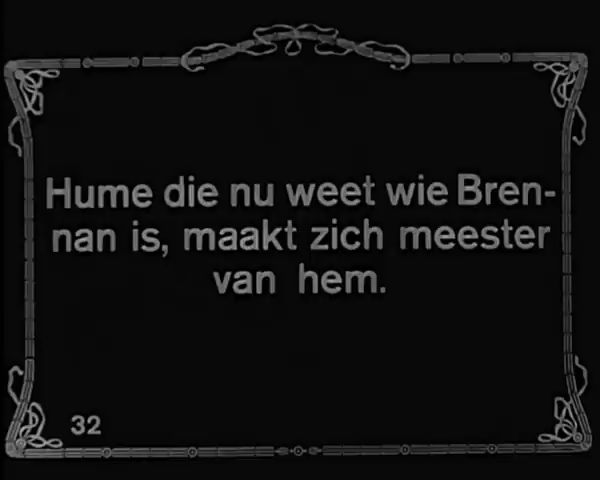 Hume die nu weet wie Bren-
nan is, maakt zich meester
van hem.
32